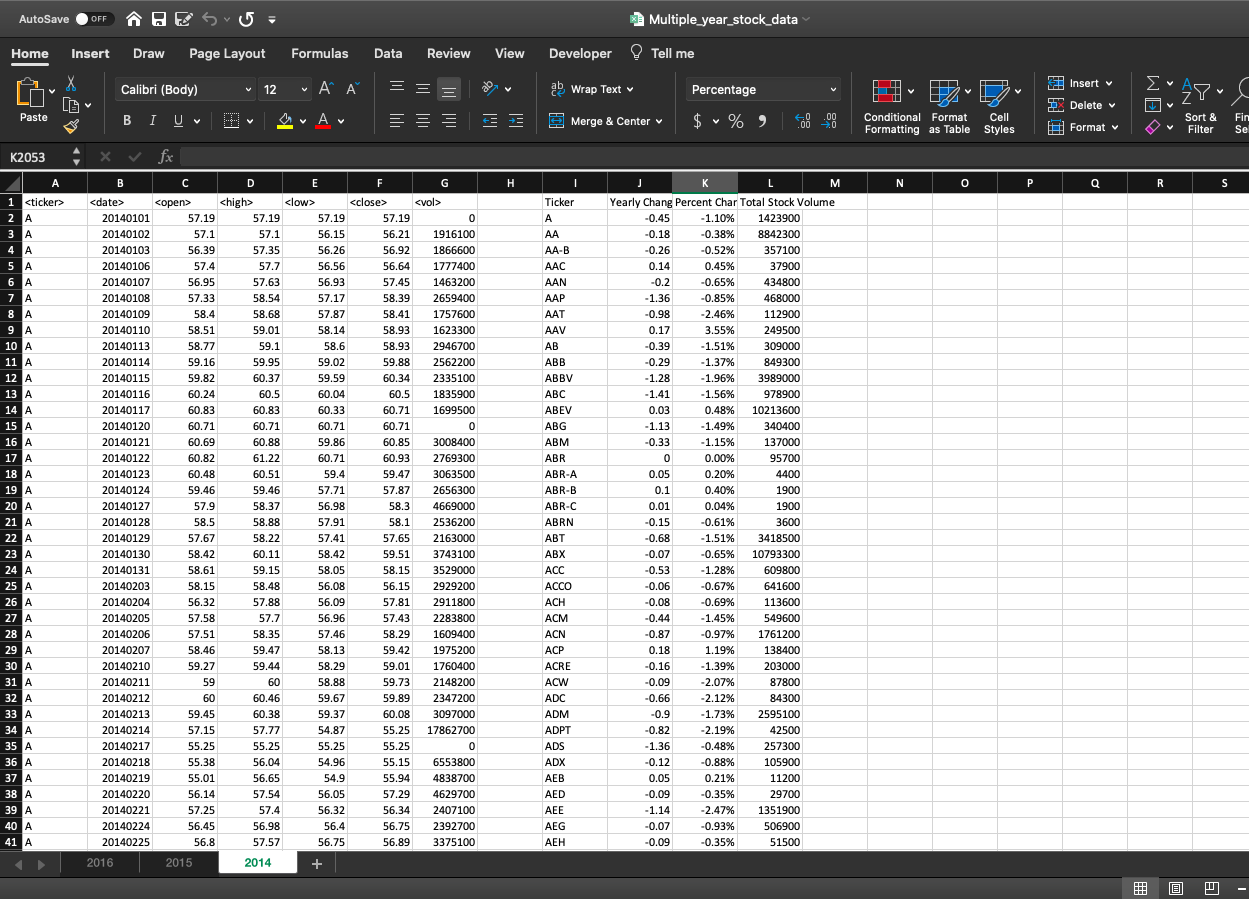 AutoSave OFF Multiple_year_stock_data
Home Insert Draw Page Layout Formulas Data Review View Developer Tell me
Paste Calibri (Body) 12 A A ab Wrap Text Percentage Conditional Formatting Format as Table Cell Styles Insert Sort & Filter
B I U A Merge & Center $ % Delete
Format
K2053 fx
A B C D E F G H I J K L M N O P Q R S
1 <ticker> <date> <open> <high> <low> <close> <vol> Ticker Yearly Chang Percent Char Total Stock Volume
2 A 20140101 57.19 57.19 57.19 57.19 0 A -0.45 -1.10% 1423900
3 A 20140102 57.1 57.1 56.15 56.21 1916100 AA -0.18 -0.38% 8842300
4 A 20140103 56.39 57.35 56.26 56.92 1866600 AA-B -0.26 -0.52% 357100
5 A 20140106 57.4 57.7 56.56 56.64 1777400 AAC 0.14 0.45% 37900
6 A 20140107 56.95 57.63 56.93 57.45 1463200 AAN -0.2 -0.65% 434800
7 A 20140108 57.33 58.54 57.17 58.39 2659400 AAP -1.36 -0.85% 468000
8 A 20140109 58.4 58.68 57.87 58.41 1757600 AAT -0.98 -2.46% 112900
9 A 20140110 58.51 59.01 58.14 58.93 1623300 AAV 0.17 3.55% 249500
10 A 20140113 58.77 59.1 58.6 58.93 2946700 AB -0.39 -1.51% 309000
11 A 20140114 59.16 59.95 59.02 59.88 2562200 ABB -0.29 -1.37% 849300
12 A 20140115 59.82 60.37 59.59 60.34 2335100 ABBV -1.28 -1.96% 3989000
13 A 20140116 60.24 60.5 60.04 60.5 1835900 ABC -1.41 -1.56% 978900
14 A 20140117 60.83 60.83 60.33 60.71 1699500 ABEV 0.03 0.48% 10213600
15 A 20140120 60.71 60.71 60.71 60.71 0 ABG -1.13 -1.49% 340400
16 A 20140121 60.69 60.88 59.86 60.85 3008400 ABM -0.33 -1.15% 137000
17 A 20140122 60.82 61.22 60.71 60.93 2769300 ABR 0 0.00% 95700
18 A 20140123 60.48 60.51 59.4 59.47 3063500 ABR-A 0.05 0.20% 4400
19 A 20140124 59.46 59.46 57.71 57.87 2656300 ABR-B 0.1 0.40% 1900
20 A 20140127 57.9 58.37 56.98 58.3 4669000 ABR-C 0.01 0.04% 1900
21 A 20140128 58.5 58.88 57.91 58.1 2536200 ABRN -0.15 -0.61% 3600
22 A 20140129 57.67 58.22 57.41 57.65 2163000 ABT -0.68 -1.51% 3418500
23 A 20140130 58.42 60.11 58.42 59.51 3743100 ABX -0.07 -0.65% 10793300
24 A 20140131 58.61 59.15 58.05 58.15 3529000 ACC -0.53 -1.28% 609800
25 A 20140203 58.15 58.48 56.08 56.15 2929200 ACCO -0.06 -0.67% 641600
26 A 20140204 56.32 57.88 56.09 57.81 2911800 ACH -0.08 -0.69% 113600
27 A 20140205 57.58 57.7 56.96 57.43 2283800 ACM -0.44 -1.45% 549600
28 A 20140206 57.51 58.35 57.46 58.29 1609400 ACN -0.87 -0.97% 1761200
29 A 20140207 58.46 59.47 58.13 59.42 1975200 ACP 0.18 1.19% 138400
30 A 20140210 59.27 59.44 58.29 59.01 1760400 ACRE -0.16 -1.39% 203000
31 A 20140211 59 60 58.88 59.73 2148200 ACW -0.09 -2.07% 87800
32 A 20140212 60 60.46 59.67 59.89 2347200 ADC -0.66 -2.12% 84300
33 A 20140213 59.45 60.38 59.37 60.08 3097000 ADM -0.9 -1.73% 2595100
34 A 20140214 57.15 57.77 54.87 55.25 17862700 ADPT -0.82 -2.19% 42500
35 A 20140217 55.25 55.25 55.25 55.25 0 ADS -1.36 -0.48% 257300
36 A 20140218 55.38 56.04 54.96 55.15 6553800 ADX -0.12 -0.88% 105900
37 A 20140219 55.01 56.65 54.9 55.94 4838700 AEB 0.05 0.21% 11200
38 A 20140220 56.14 57.54 56.05 57.29 4629700 AED -0.09 -0.35% 29700
39 A 20140221 57.25 57.4 56.32 56.34 2407100 AEE -1.14 -2.47% 1351900
40 A 20140224 56.45 56.98 56.4 56.75 2392700 AEG -0.07 -0.93% 506900
41 A 20140225 56.8 57.57 56.75 56.89 3375100 AEH -0.09 -0.35% 51500
2016 2015 2014 +